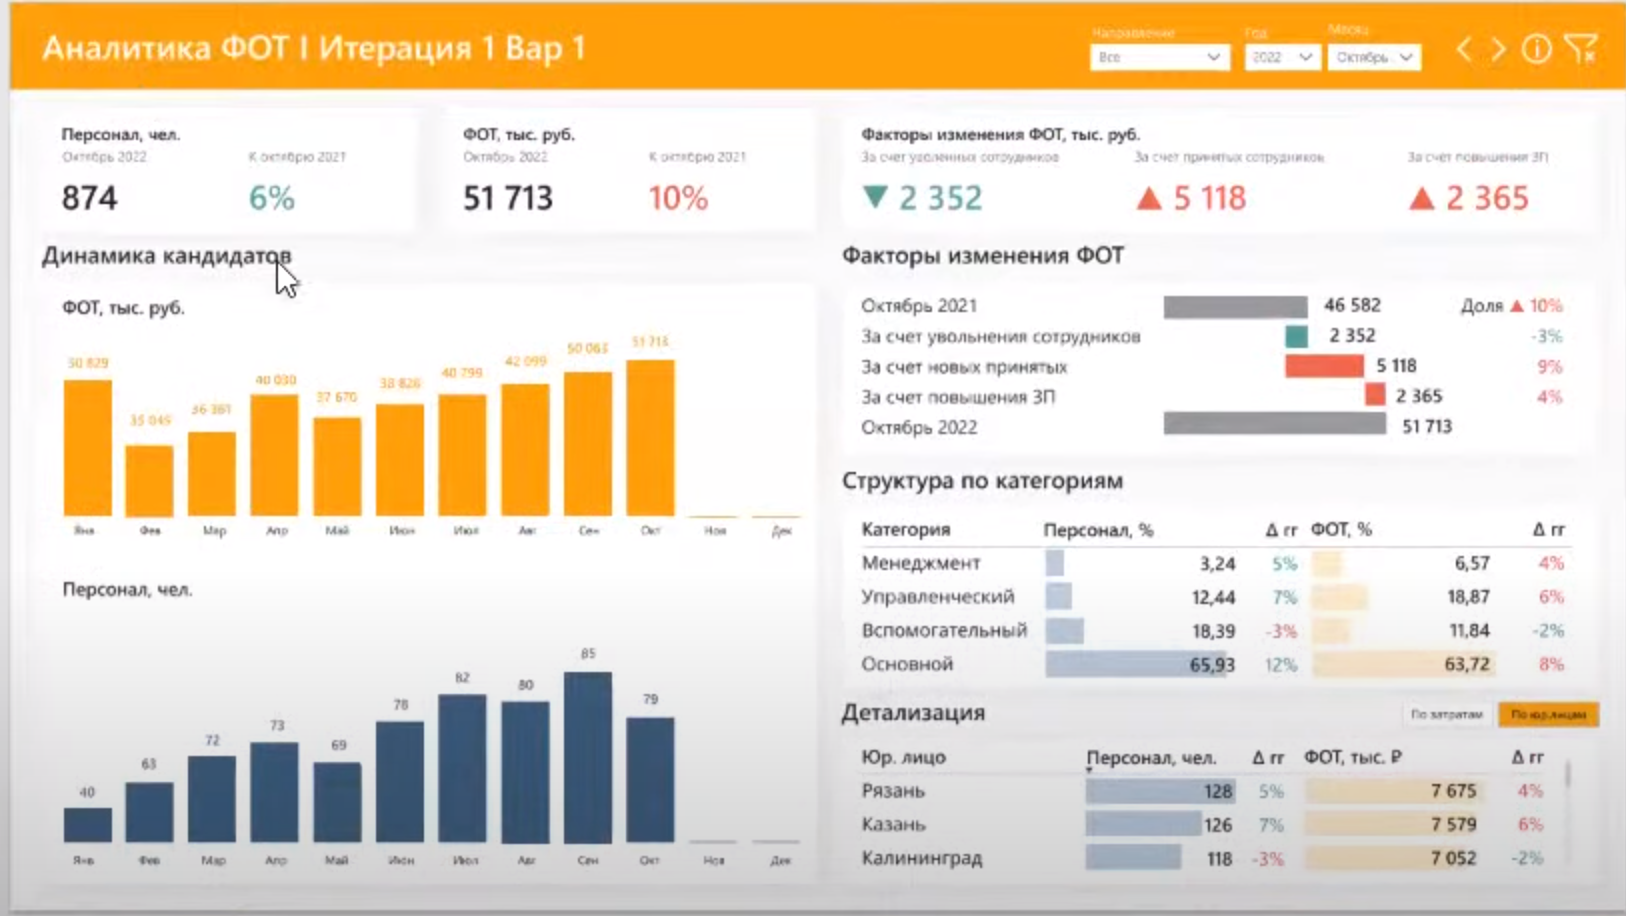 Аналитика ФОТ I Итерация 1 Вар 1
Направление
Все
Год
2022
Месяц
Октябрь
Персонал, чел.
Октябрь 2022
К октябрю 2021
874
6%
ФОТ, тыс. руб.
Октябрь 2022
К октябрю 2021
51 713
10%
Факторы изменения ФОТ, тыс. руб.
За счет уволенных сотрудников
За счет принятых сотрудников
За счет повышения ЗП
▼ 2 352
▲ 5 118
▲ 2 365
Динамика кандидатов
ФОТ, тыс. руб.
50 829
35 045
36 361
40 030
37 670
38 826
40 799
42 099
50 063
51 713
Янв Фев Мар Апр Май Июн Июл Авг Сен Окт Ноя Дек
Персонал, чел.
40
63
72
73
69
78
82
80
85
79
Янв Фев Мар Апр Май Июн Июл Авг Сен Окт Ноя Дек
Факторы изменения ФОТ
Октябрь 2021 46 582 Доля ▲ 10%
За счет увольнения сотрудников 2 352 -3%
За счет новых принятых 5 118 9%
За счет повышения ЗП 2 365 4%
Октябрь 2022 51 713
Структура по категориям
Категория Персонал, % Δ гг ФОТ, % Δ гг
Менеджмент 3,24 5% 6,57 4%
Управленческий 12,44 7% 18,87 6%
Вспомогательный 18,39 -3% 11,84 -2%
Основной 65,93 12% 63,72 8%
Детализация
По затратам
По юр.лицам
Юр. лицо Персонал, чел. Δ гг ФОТ, тыс. ₽ Δ гг
Рязань 128 5% 7 675 4%
Казань 126 7% 7 579 6%
Калининград 118 -3% 7 052 -2%